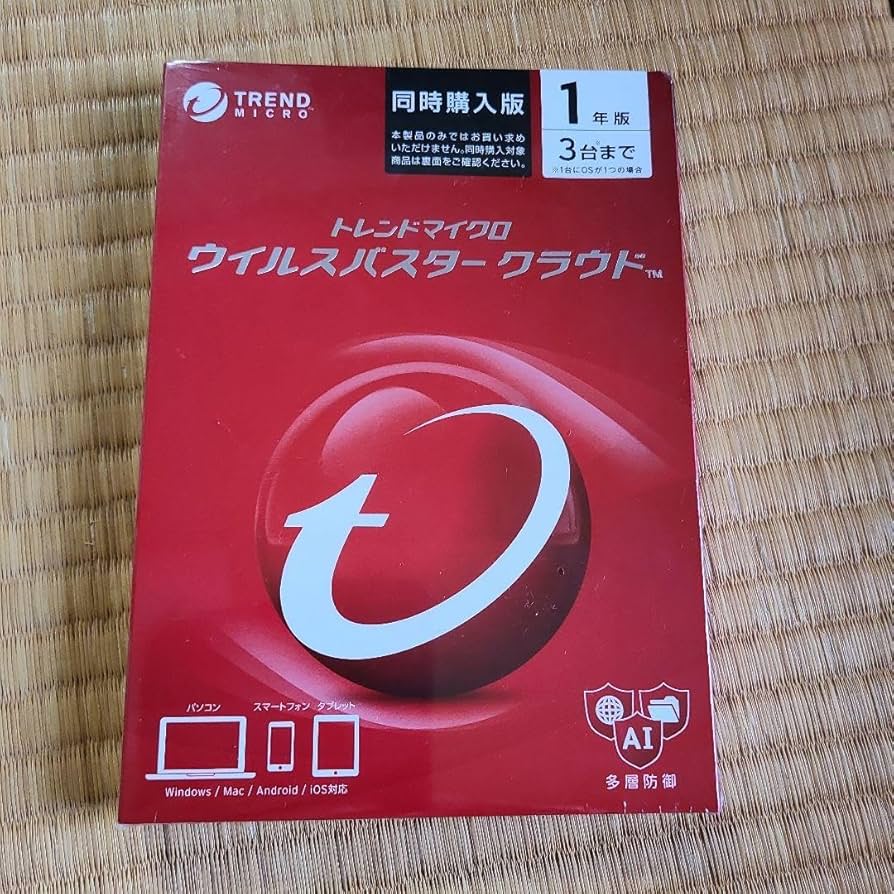 TREND
MICRO
同時購入版
本製品のみではお買い求め
いただけません。同時購入対象
商品は裏面をご確認ください。
1年版
3台まで※
※1台にOSが1つの場合
トレンドマイクロ
ウイルスバスター クラウド™
パソコン スマートフォン タブレット
Windows / Mac / Android / iOS対応
AI
多層防御